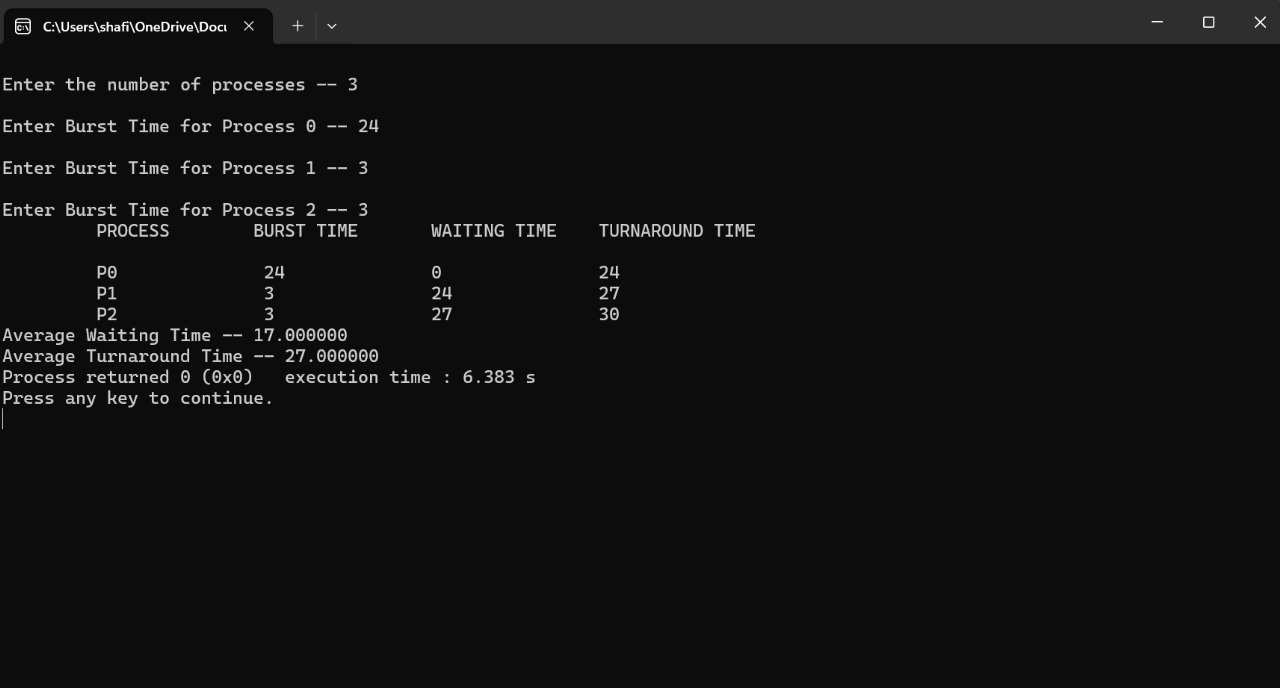 C:\Users\shafi\OneDrive\Docu
Enter the number of processes -- 3
Enter Burst Time for Process 0 -- 24
Enter Burst Time for Process 1 -- 3
Enter Burst Time for Process 2 -- 3
PROCESS BURST TIME WAITING TIME TURNAROUND TIME
P0 24 0 24
P1 3 24 27
P2 3 27 30
Average Waiting Time -- 17.000000
Average Turnaround Time -- 27.000000
Process returned 0 (0x0) execution time : 6.383 s
Press any key to continue.